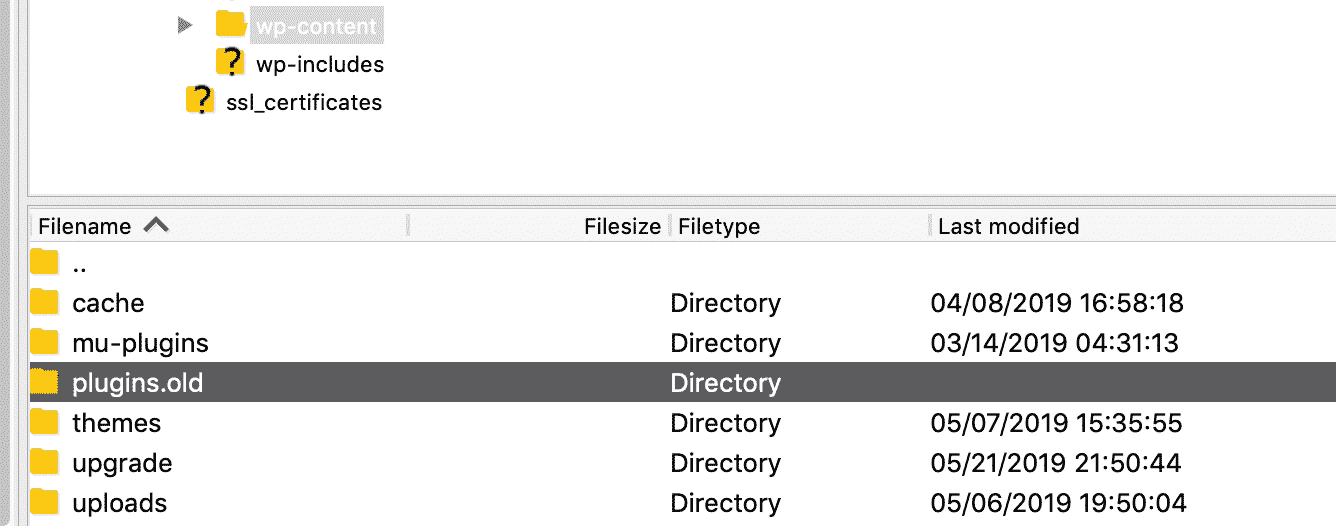 wp-content
wp-includes
ssl_certificates
Filename Filesize Filetype Last modified
..
cache Directory 04/08/2019 16:58:18
mu-plugins Directory 03/14/2019 04:31:13
plugins.old Directory
themes Directory 05/07/2019 15:35:55
upgrade Directory 05/21/2019 21:50:44
uploads Directory 05/06/2019 19:50:04